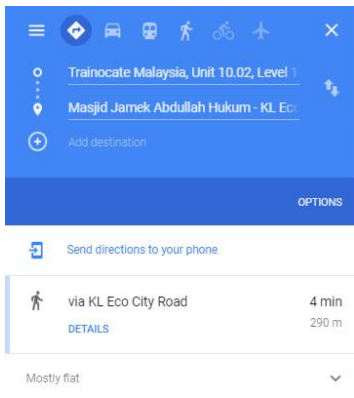 Trainocate Malaysia, Unit 10.02, Level 1
Masjid Jamek Abdullah Hukum - KL Eco
Add destination
OPTIONS
Send directions to your phone
via KL Eco City Road 4 min
DETAILS 290 m
Mostly flat